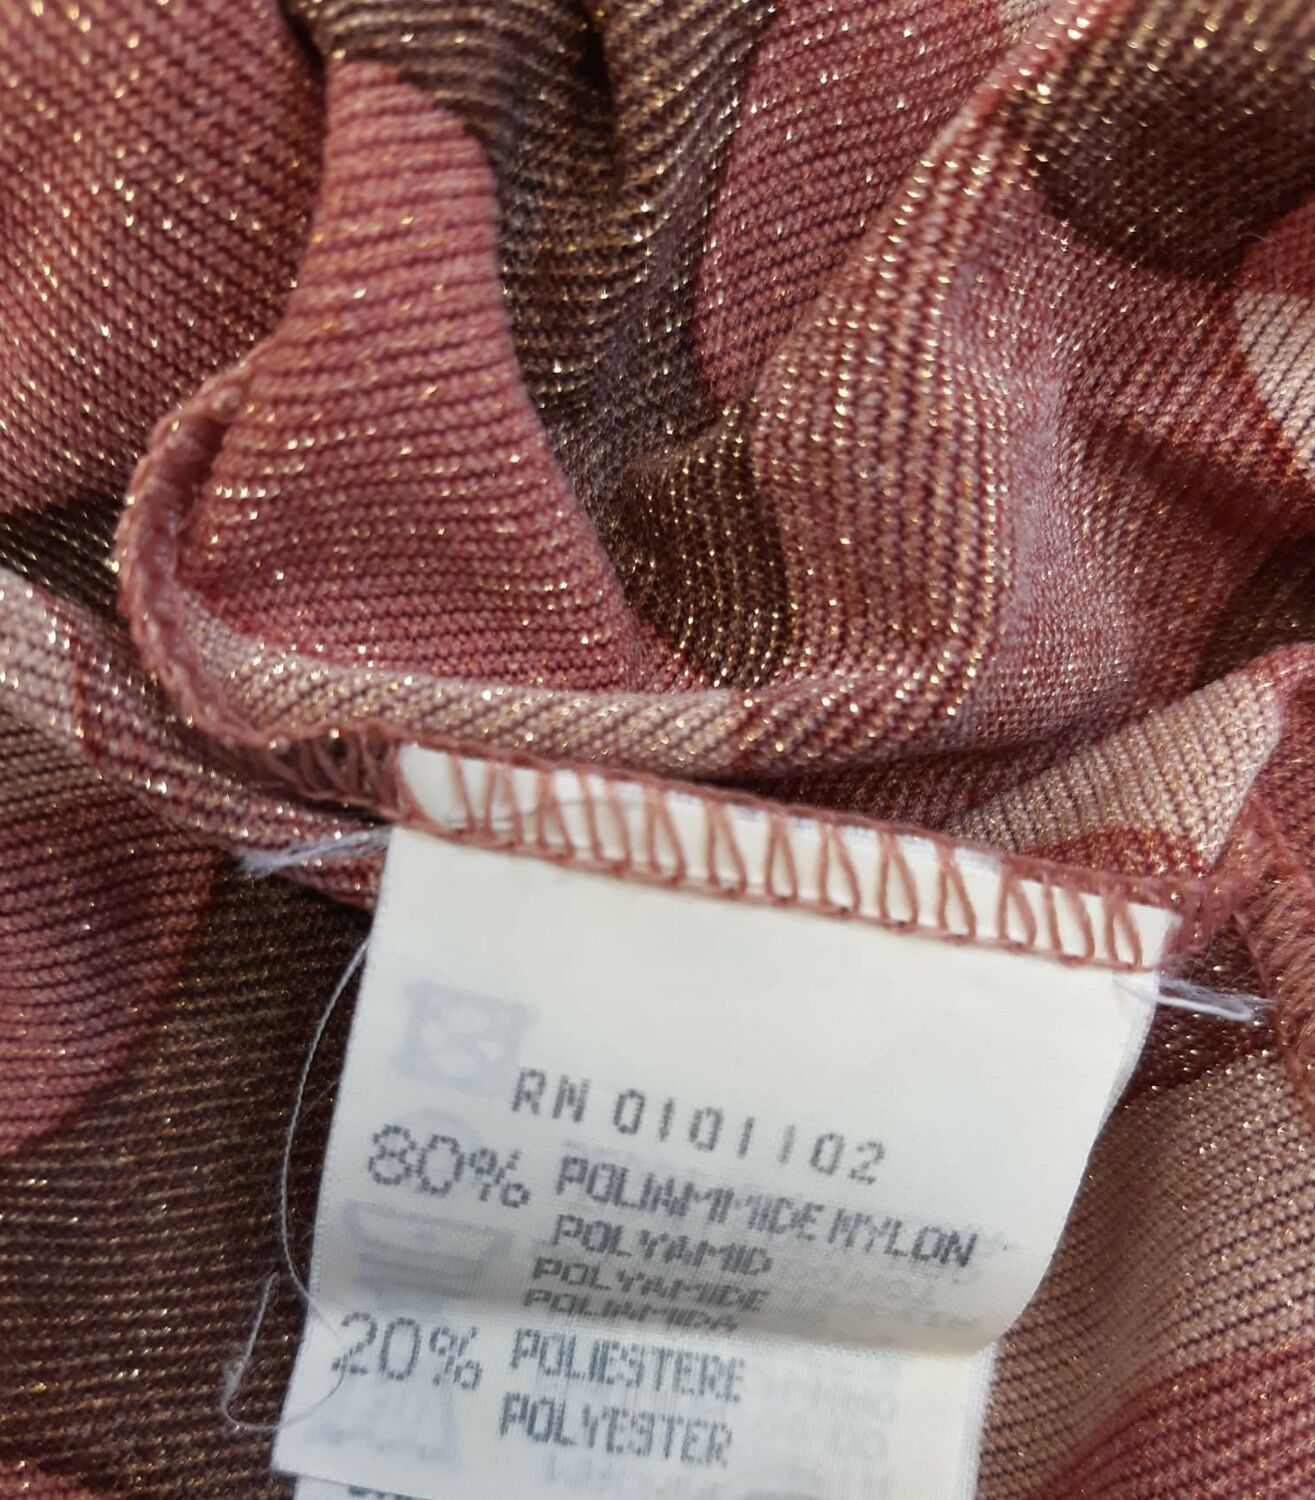 RN 0101102
80% POLIAMMIDE NYLON
POLYAMID
POLYAMIDE
POLIAMIDA
20% POLIESTERE
POLYESTER